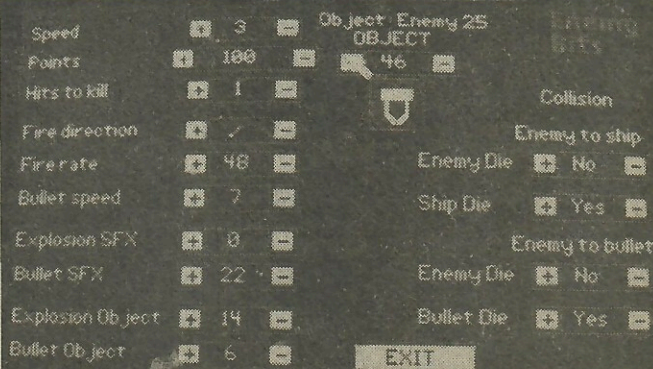 Speed + 3 -
Points + 100 -
Hits to kill + 1 -
Fire direction + -
Fire rate + 48 -
Bullet speed + 7 -
Explosion SFX + 0 -
Bullet SFX + 22 -
Explosion Object + 14 -
Bullet Object + 6 -
Object: Enemy 25
OBJECT
46 -
EXIT
Enemy
Bits
Collision
Enemy to ship
Enemy Die + No -
Ship Die + Yes -
Enemy to bullet
Enemy Die + No -
Bullet Die + Yes -